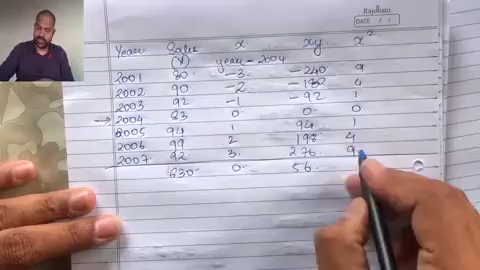 Rajdhani
DATE / /
Year Sales x xy x²
(Y) year - 2004
2001 80 -3 -240 9
2002 90 -2 -180 4
2003 92 -1 -92 1
→ 2004 83 0 0 0
2005 94 1 94 1
2006 99 2 198 4
2007 92 3 276 9
630 0 56